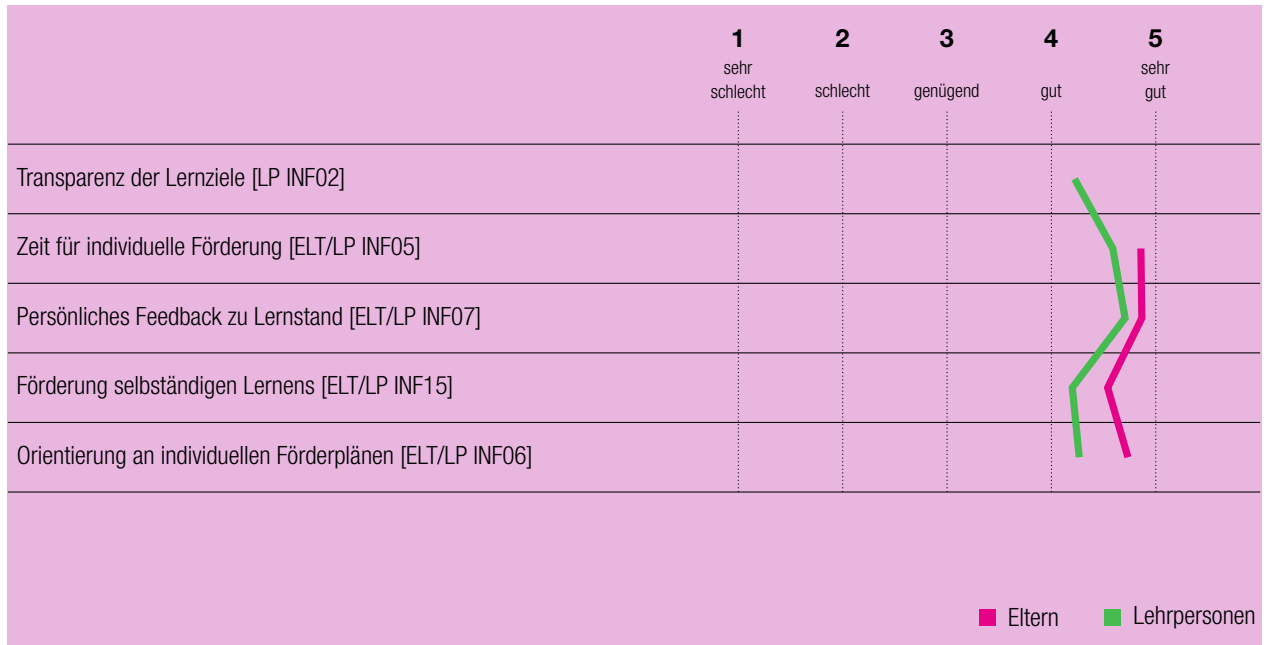 1 2 3 4 5
sehr schlecht schlecht genügend gut sehr gut
Transparenz der Lernziele [LP INF02]
Zeit für individuelle Förderung [ELT/LP INF05]
Persönliches Feedback zu Lernstand [ELT/LP INF07]
Förderung selbständigen Lernens [ELT/LP INF15]
Orientierung an individuellen Förderplänen [ELT/LP INF06]
Eltern Lehrpersonen